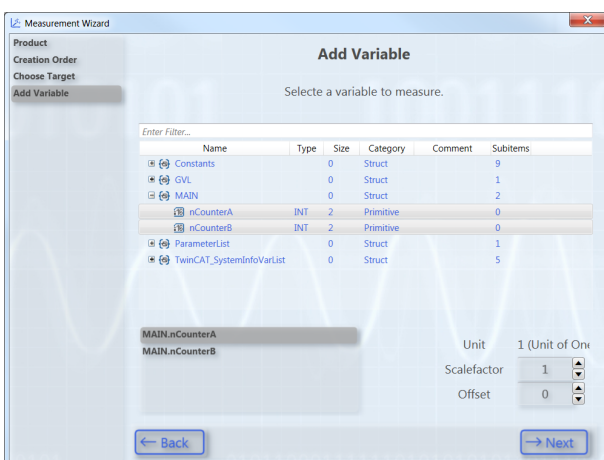 Measurement Wizard
Product
Creation Order
Choose Target
Add Variable
Add Variable
Selecte a variable to measure.
Enter Filter...
Name Type Size Category Comment Subitems
Constants 0 Struct 9
GVL 0 Struct 1
MAIN 0 Struct 2
nCounterA INT 2 Primitive 0
nCounterB INT 2 Primitive 0
ParameterList 0 Struct 1
TwinCAT_SystemInfoVarList 0 Struct 5
MAIN.nCounterA
MAIN.nCounterB
Unit 1 (Unit of One
Scalefactor 1
Offset 0
← Back
→ Next